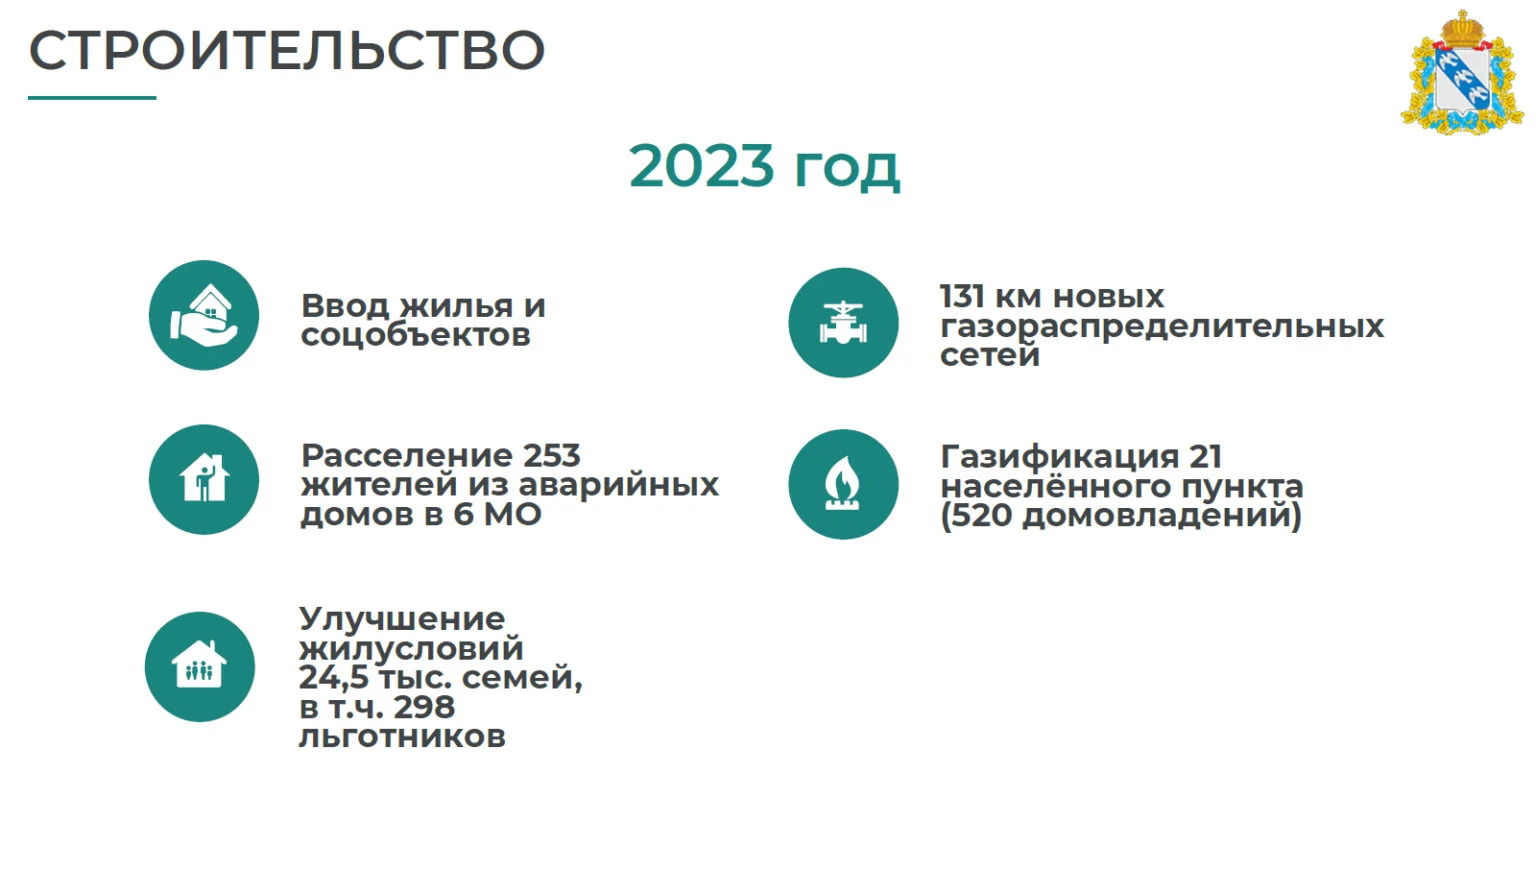 СТРОИТЕЛЬСТВО
2023 год
Ввод жилья и
соцобъектов
Расселение 253
жителей из аварийных
домов в 6 МО
Улучшение
жилусловий
24,5 тыс. семей,
в т.ч. 298
льготников
131 км новых
газораспределительных
сетей
Газификация 21
населённого пункта
(520 домовладений)